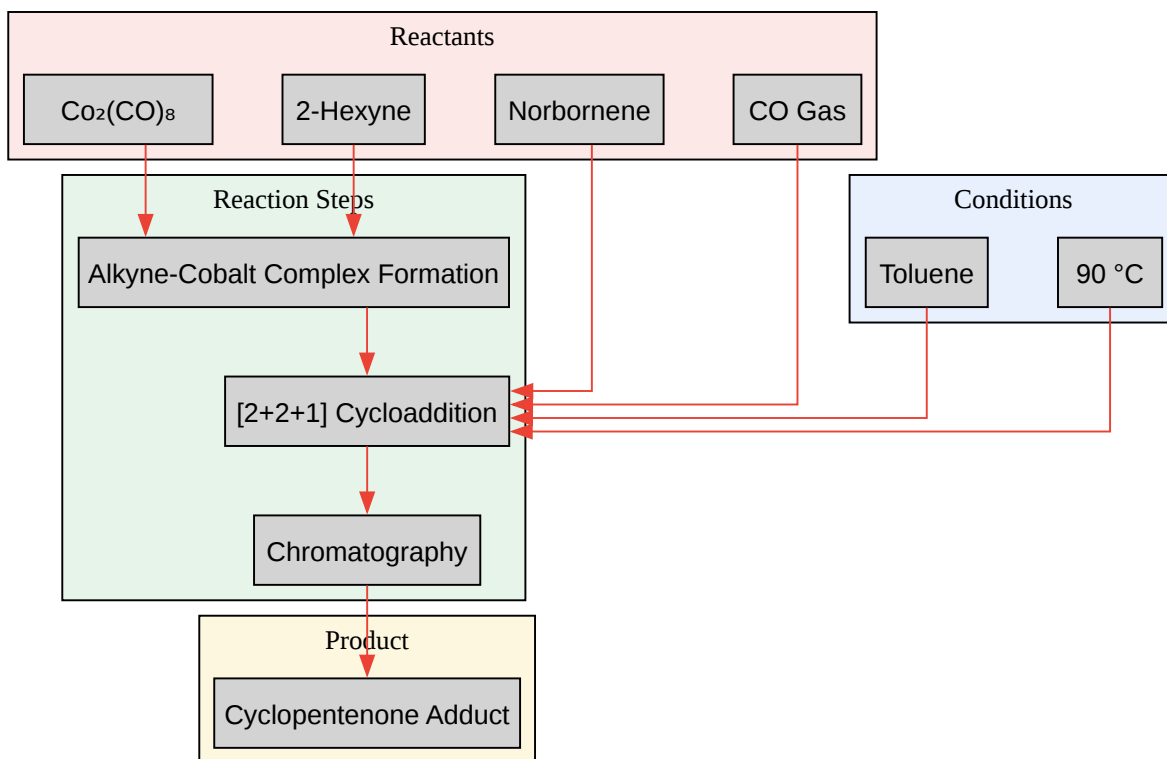 Reactants
Co₂(CO)₈
2-Hexyne
Norbornene
CO Gas
Reaction Steps
Conditions
Alkyne-Cobalt Complex Formation
Toluene
90 °C
[2+2+1] Cycloaddition
Chromatography
Product
Cyclopentenone Adduct